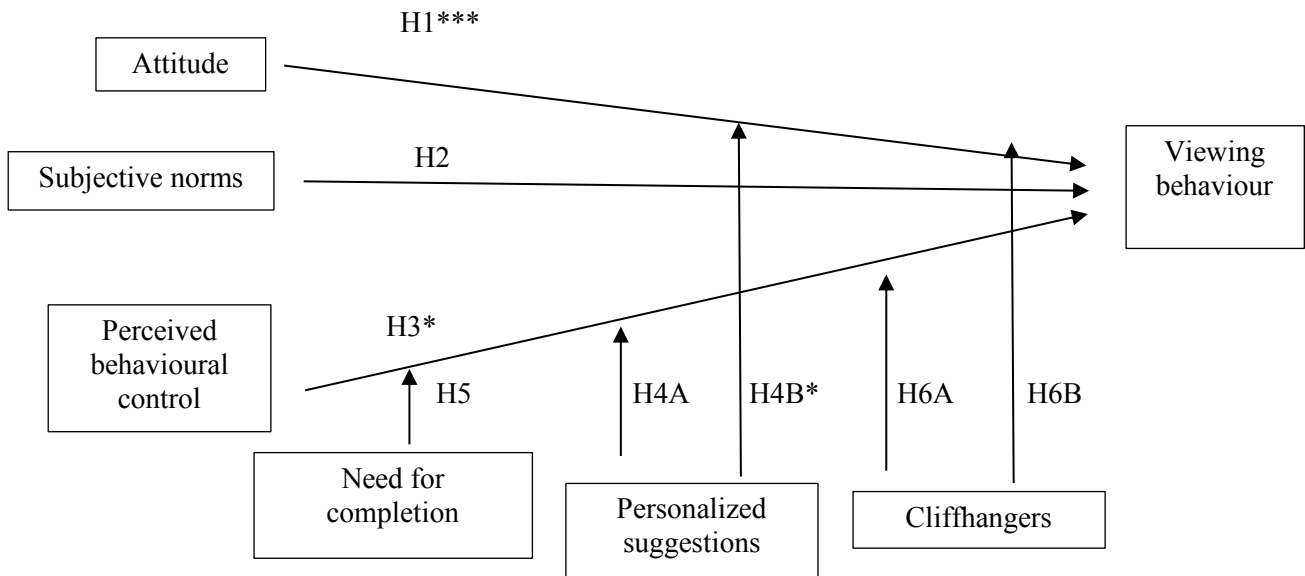 H1***
Attitude
Subjective norms
H2
Viewing
behaviour
Perceived
behavioural
control
H3*
H5
H4A
H4B*
H6A
H6B
Need for
completion
Personalized
suggestions
Cliffhangers